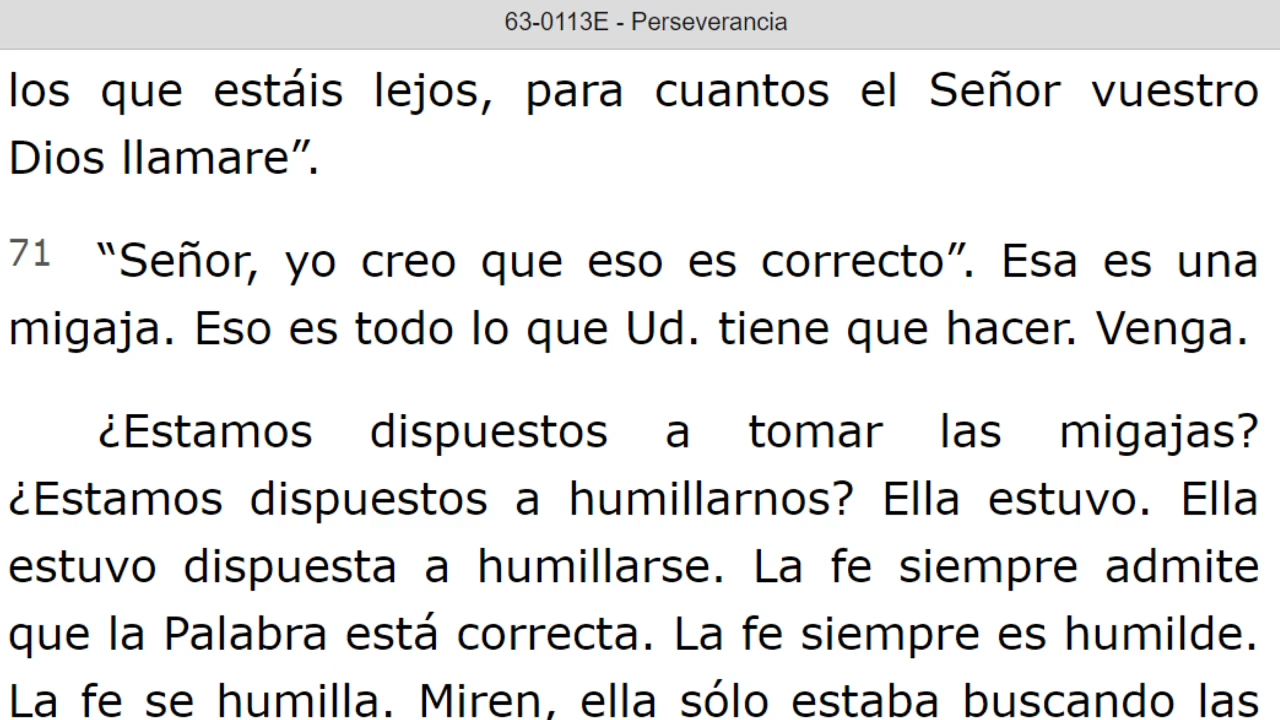 63-0113E - Perseverancia
los que estáis lejos, para cuantos el Señor vuestro
Dios llamare”.
71 “Señor, yo creo que eso es correcto”. Esa es una
migaja. Eso es todo lo que Ud. tiene que hacer. Venga.
¿Estamos dispuestos a tomar las migajas?
¿Estamos dispuestos a humillarnos? Ella estuvo. Ella
estuvo dispuesta a humillarse. La fe siempre admite
que la Palabra está correcta. La fe siempre es humilde.
La fe se humilla. Miren, ella sólo estaba buscando las